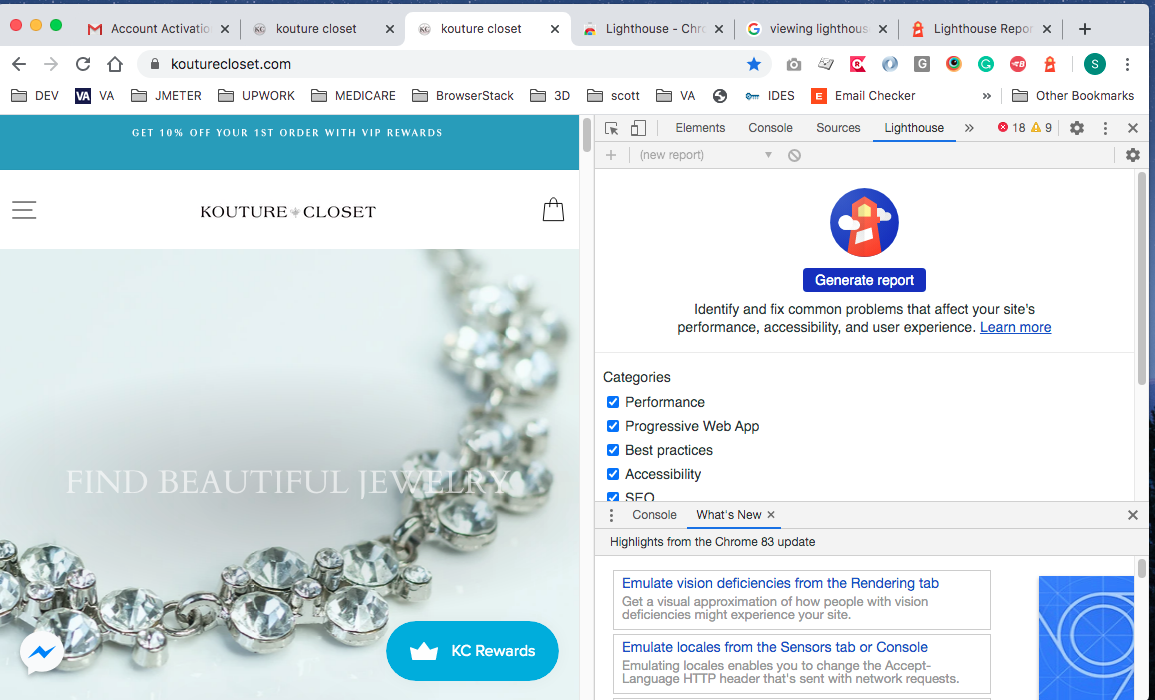 Account Activatio
kouture closet
kouture closet
Lighthouse - Chro
viewing lighthous
Lighthouse Repor
kouturecloset.com
S
DEV
VA VA
JMETER
UPWORK
MEDICARE
BrowserStack
3D
scott
VA
IDES
E Email Checker
»
Other Bookmarks
GET 10% OFF YOUR 1ST ORDER WITH VIP REWARDS
KOUTURE CLOSET
FIND BEAUTIFUL JEWELRY
KC Rewards
Elements Console Sources Lighthouse » 18 9
(new report)
Generate report
Identify and fix common problems that affect your site's
performance, accessibility, and user experience. Learn more
Categories
Performance
Progressive Web App
Best practices
Accessibility
SEO
Console What's New
Highlights from the Chrome 83 update
Emulate vision deficiencies from the Rendering tab
Get a visual approximation of how people with vision
deficiencies might experience your site.
Emulate locales from the Sensors tab or Console
Emulating locales enables you to change the Accept-
Language HTTP header that's sent with network requests.